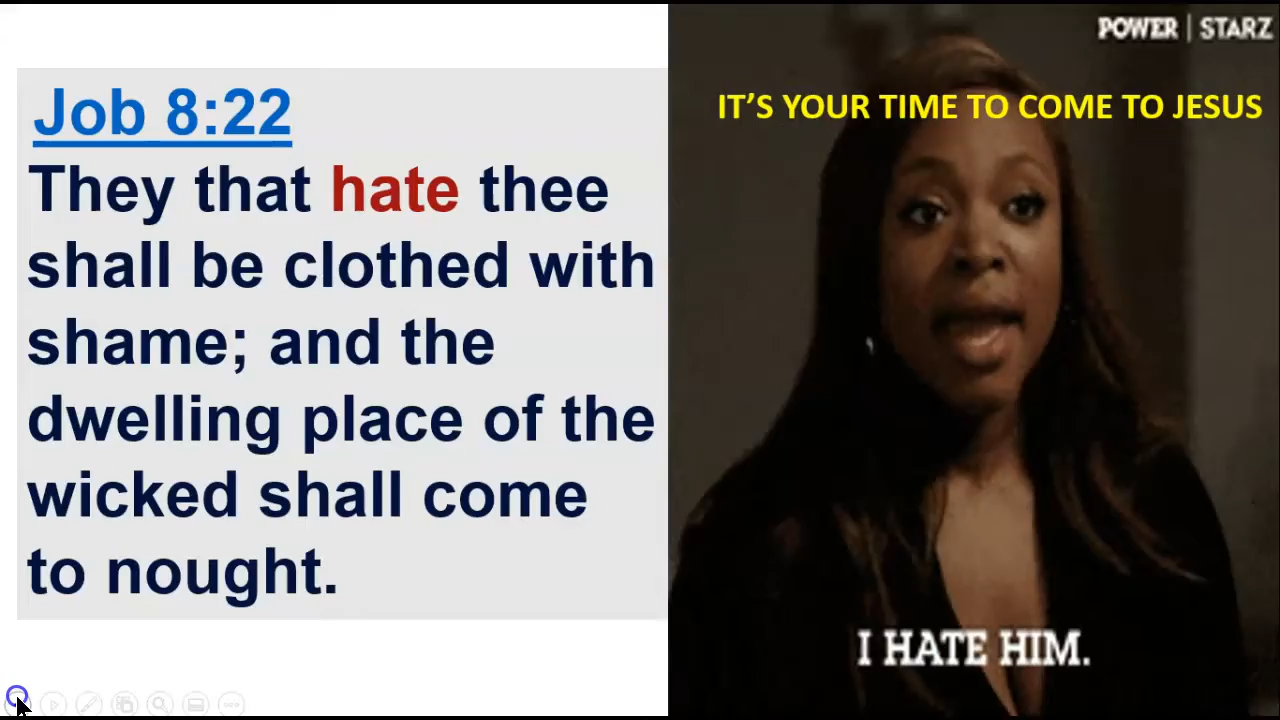 Job 8:22
They that hate thee
shall be clothed with
shame; and the
dwelling place of the
wicked shall come
to nought.
POWER | STARZ
IT’S YOUR TIME TO COME TO JESUS
I HATE HIM.